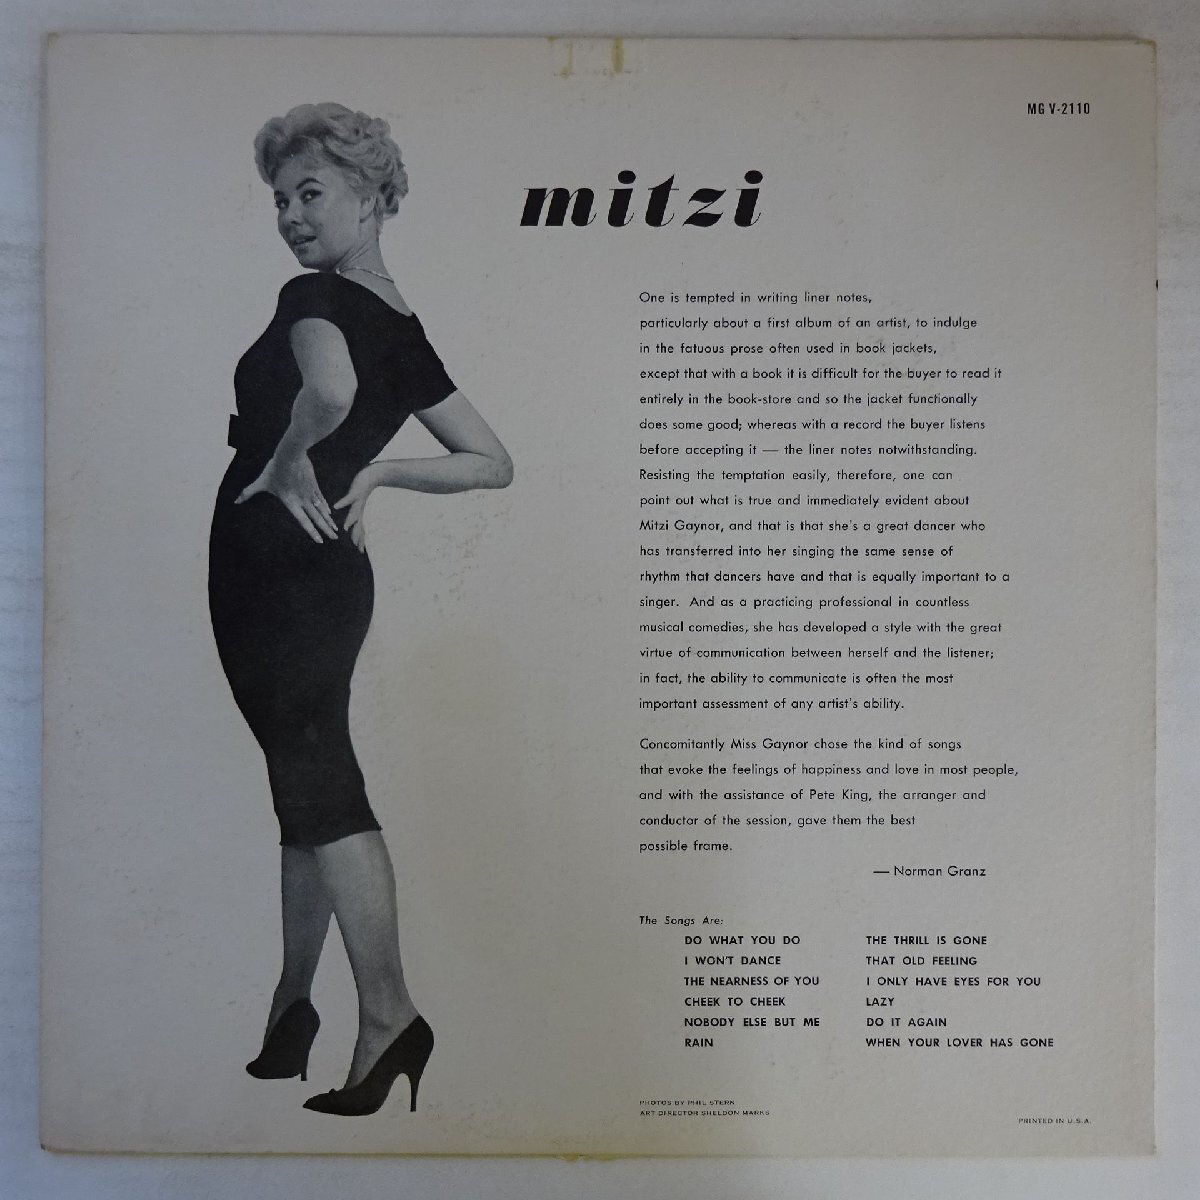 MG V-2110
mitzi
One is tempted in writing liner notes,
particularly about a first album of an artist, to indulge
in the fatuous prose often used in book jackets,
except that with a book it is difficult for the buyer to read it
entirely in the book-store and so the jacket functionally
does some good; whereas with a record the buyer listens
before accepting it — the liner notes notwithstanding.
Resisting the temptation easily, therefore, one can
point out what is true and immediately evident about
Mitzi Gaynor, and that is that she's a great dancer who
has transferred into her singing the same sense of
rhythm that dancers have and that is equally important to a
singer. And as a practicing professional in countless
musical comedies, she has developed a style with the great
virtue of communication between herself and the listener;
in fact, the ability to communicate is often the most
important assessment of any artist's ability.
Concomitantly Miss Gaynor chose the kind of songs
that evoke the feelings of happiness and love in most people,
and with the assistance of Pete King, the arranger and
conductor of the session, gave them the best
possible frame.
— Norman Granz
The Songs Are:
DO WHAT YOU DO
I WON'T DANCE
THE NEARNESS OF YOU
CHEEK TO CHEEK
NOBODY ELSE BUT ME
RAIN
THE THRILL IS GONE
THAT OLD FEELING
I ONLY HAVE EYES FOR YOU
LAZY
DO IT AGAIN
WHEN YOUR LOVER HAS GONE
PHOTOS BY PHIL STERN
ART DIRECTOR SHELDON MARKS
PRINTED IN U.S.A.